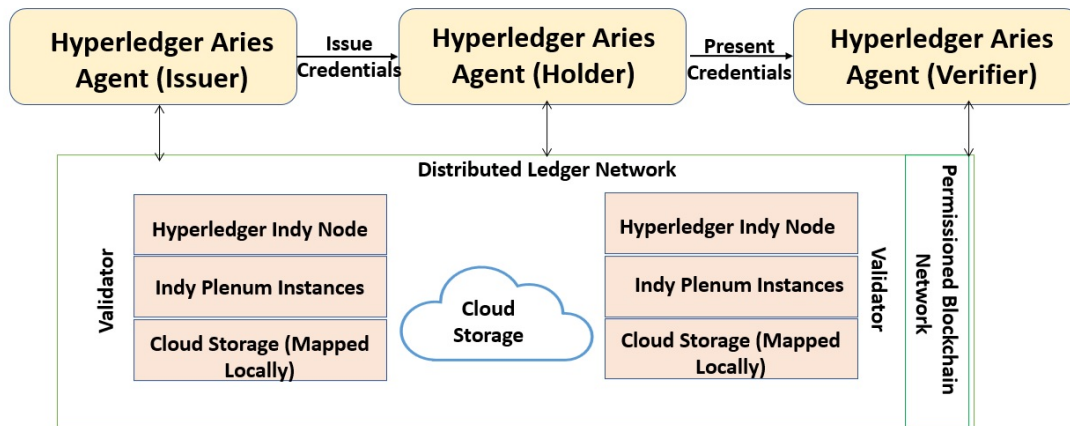 Hyperledger Aries
Agent (Issuer)
Issue
Credentials
Hyperledger Aries
Agent (Holder)
Present
Credentials
Hyperledger Aries
Agent (Verifier)
Distributed Ledger Network
Validator
Hyperledger Indy Node
Indy Plenum Instances
Cloud Storage (Mapped
Locally)
Cloud
Storage
Hyperledger Indy Node
Indy Plenum Instances
Cloud Storage (Mapped
Locally)
Validator
Permissioned Blockchain
Network